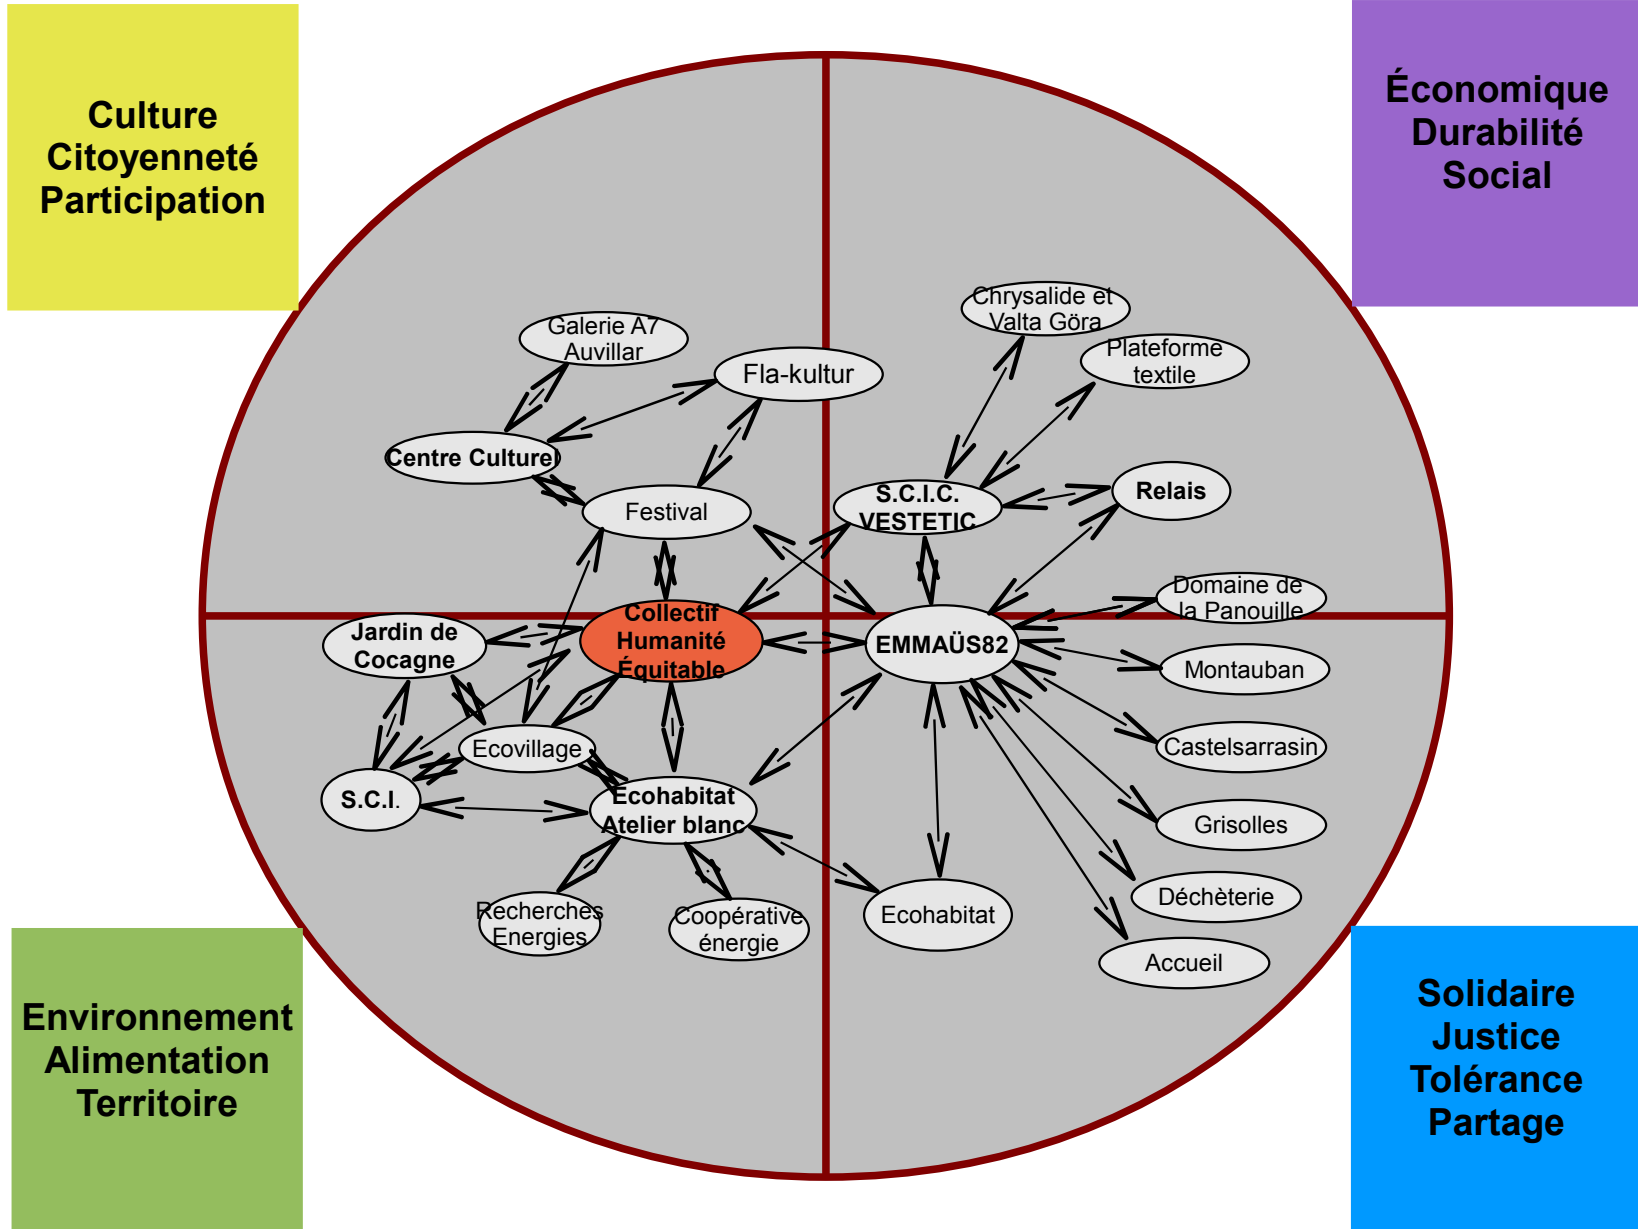 Culture
Citoyenneté
Participation
Économique
Durabilité
Social
Chrysalide et
Valta Göra
Galerie A7
Auvillar
Plateforme
textile
Fla-kultur
Centre Culturel
S.C.I.C.
VESTETIC
Relais
Festival
Domaine de
la Panouille
Collectif
Humanité
Équitable
Jardin de
Cocagne
EMMAÜS82
Montauban
Ecovillage
Castelsarrasin
S.C.I.
Ecohabitat
Atelier blanc
Grisolles
Recherches
Energies
Coopérative
énergie
Ecohabitat
Déchèterie
Accueil
Environnement
Alimentation
Territoire
Solidaire
Justice
Tolérance
Partage